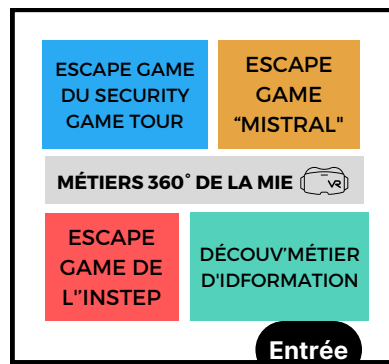 ESCAPE GAME
DU SECURITY
GAME TOUR
ESCAPE
GAME
“MISTRAL"
MÉTIERS 360° DE LA MIE
VR
ESCAPE
GAME DE
L'’INSTEP
DÉCOUV’MÉTIER
D'IDFORMATION
Entrée